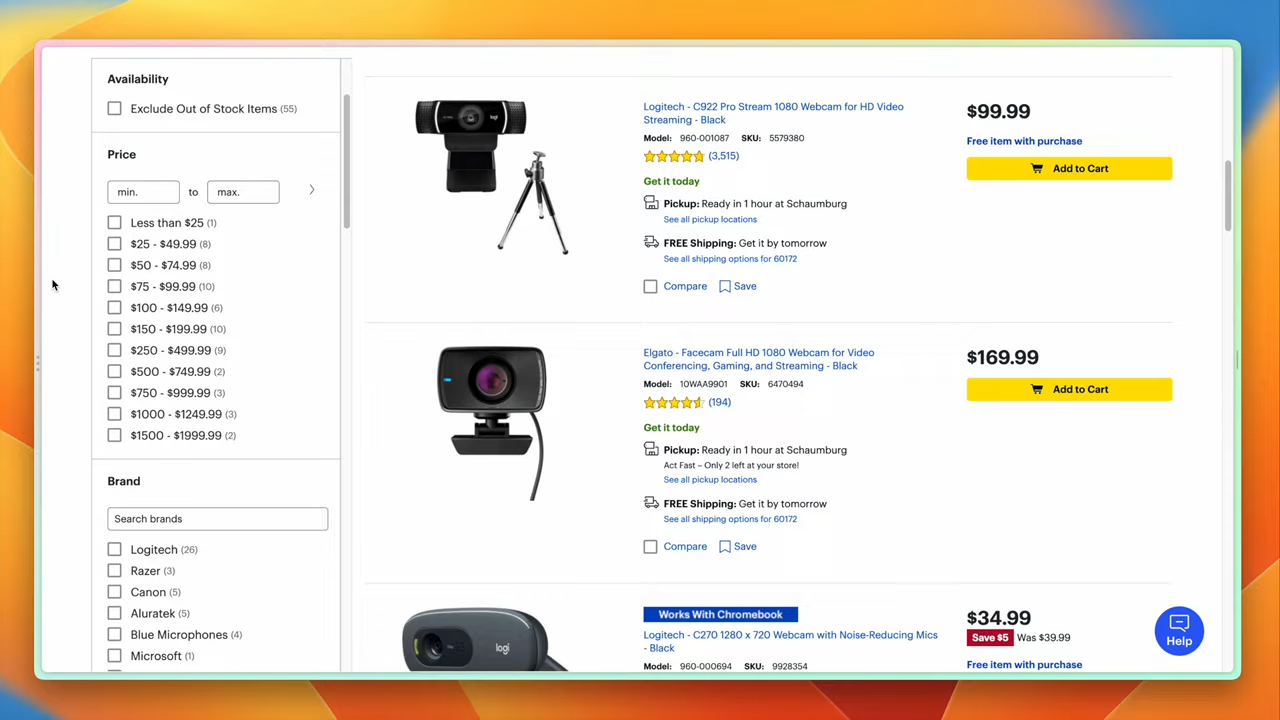 Availability
Exclude Out of Stock Items (55)
Price
min. to max.
Less than $25 (1)
$25 - $49.99 (8)
$50 - $74.99 (8)
$75 - $99.99 (10)
$100 - $149.99 (6)
$150 - $199.99 (10)
$250 - $499.99 (9)
$500 - $749.99 (2)
$750 - $999.99 (3)
$1000 - $1249.99 (3)
$1500 - $1999.99 (2)
Brand
Search brands
Logitech (26)
Razer (3)
Canon (5)
Aluratek (5)
Blue Microphones (4)
Microsoft (1)
logi
Logitech - C922 Pro Stream 1080 Webcam for HD Video
Streaming - Black
Model: 960-001087 SKU: 5579380
(3,515)
Get it today
Pickup: Ready in 1 hour at Schaumburg
See all pickup locations
FREE Shipping: Get it by tomorrow
See all shipping options for 60172
Compare Save
$99.99
Free item with purchase
Add to Cart
Elgato - Facecam Full HD 1080 Webcam for Video
Conferencing, Gaming, and Streaming - Black
Model: 10WAA9901 SKU: 6470494
(194)
Get it today
Pickup: Ready in 1 hour at Schaumburg
Act Fast – Only 2 left at your store!
See all pickup locations
FREE Shipping: Get it by tomorrow
See all shipping options for 60172
Compare Save
$169.99
Add to Cart
logi
Works With Chromebook
Logitech - C270 1280 x 720 Webcam with Noise-Reducing Mics
- Black
Model: 960-000694 SKU: 9928354
$34.99
Save $5 Was $39.99
Free item with purchase
Help